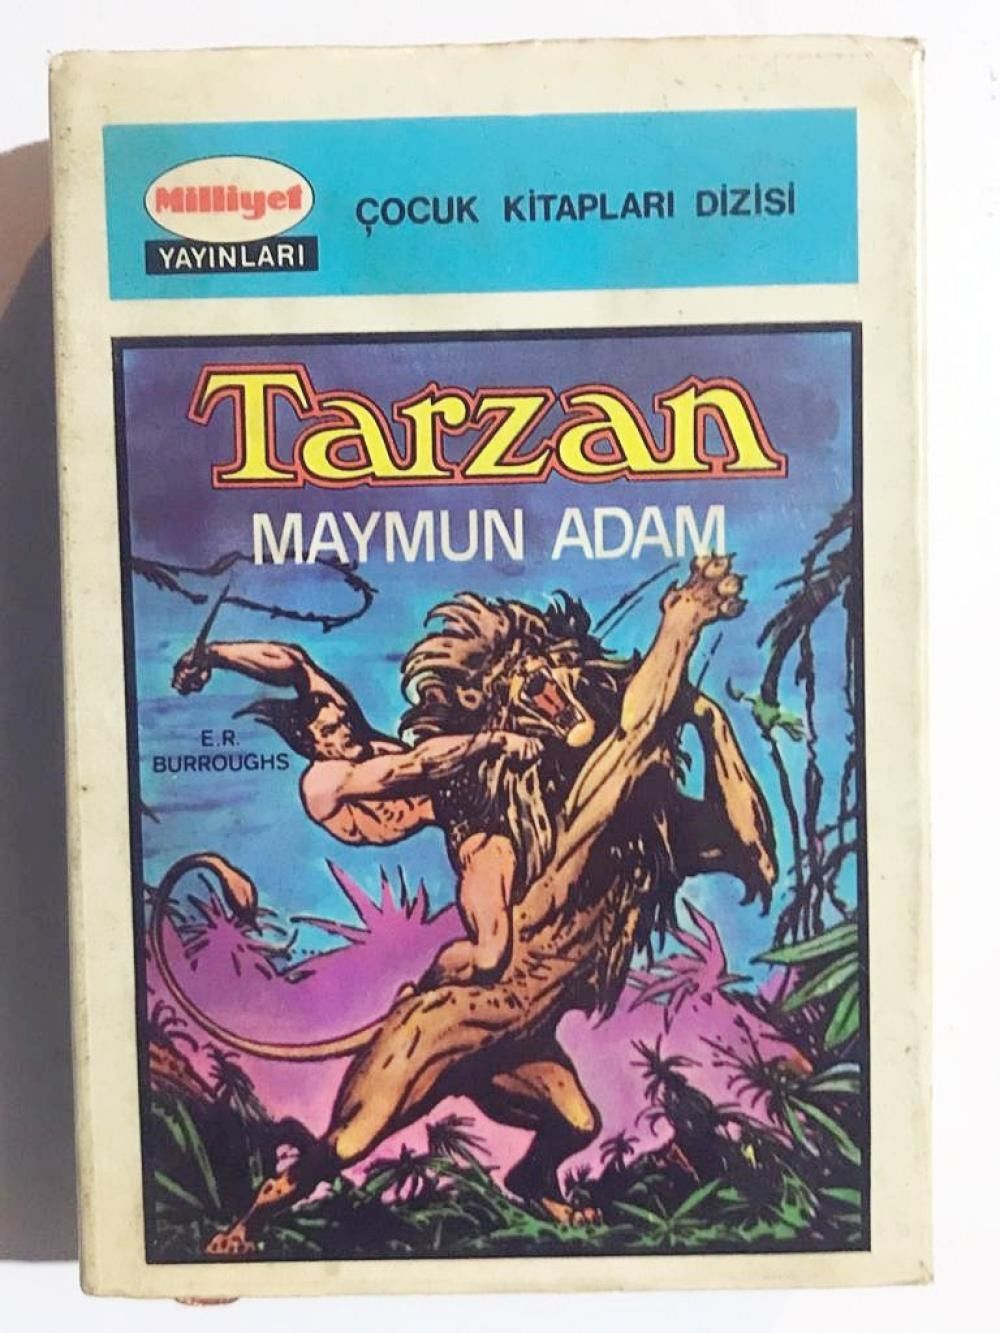 Milliyet
YAYINLARI
ÇOCUK KİTAPLARI DİZİSİ
Tarzan
MAYMUN ADAM
E.R.
BURROUGHS